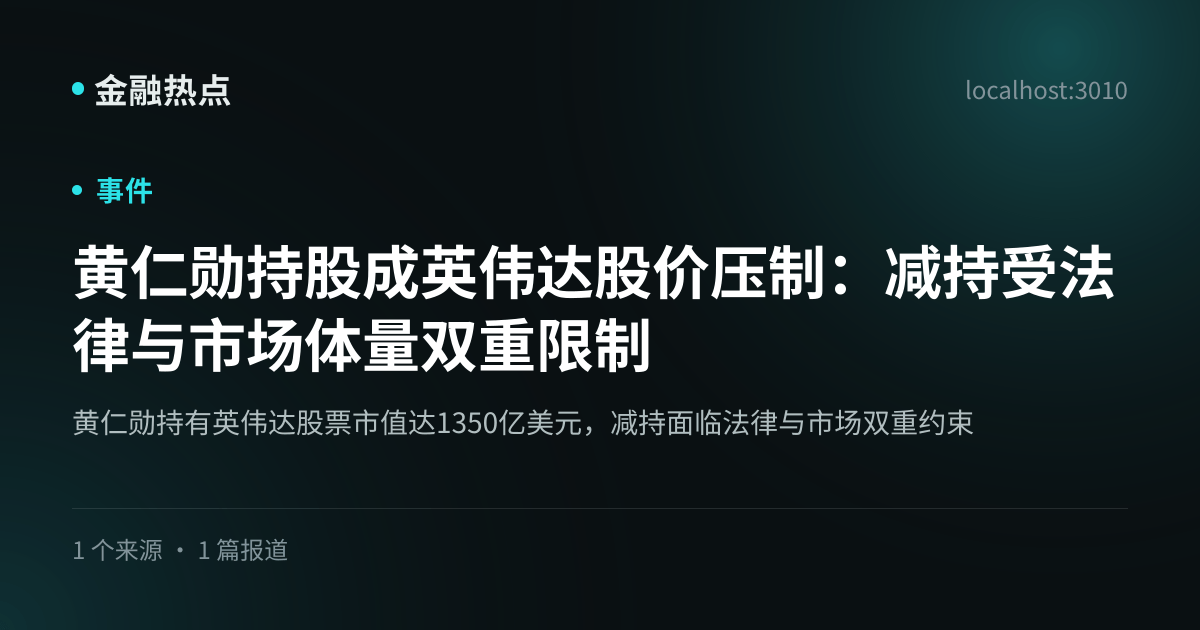 金融热点
localhost:3010
事件
黄仁勋持股成英伟达股价压制：减持受法
律与市场体量双重限制
黄仁勋持有英伟达股票市值达1350亿美元，减持面临法律与市场双重约束
1 个来源 · 1 篇报道